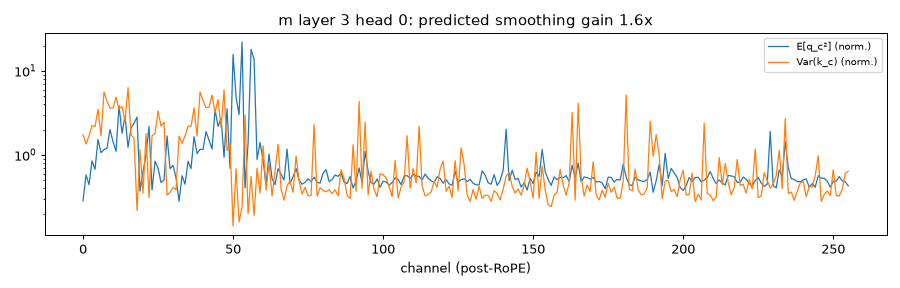 m layer 3 head 0: predicted smoothing gain 1.6x
E[q_c²] (norm.)
Var(k_c) (norm.)
10¹
10⁰
0 50 100 150 200 250
channel (post-RoPE)